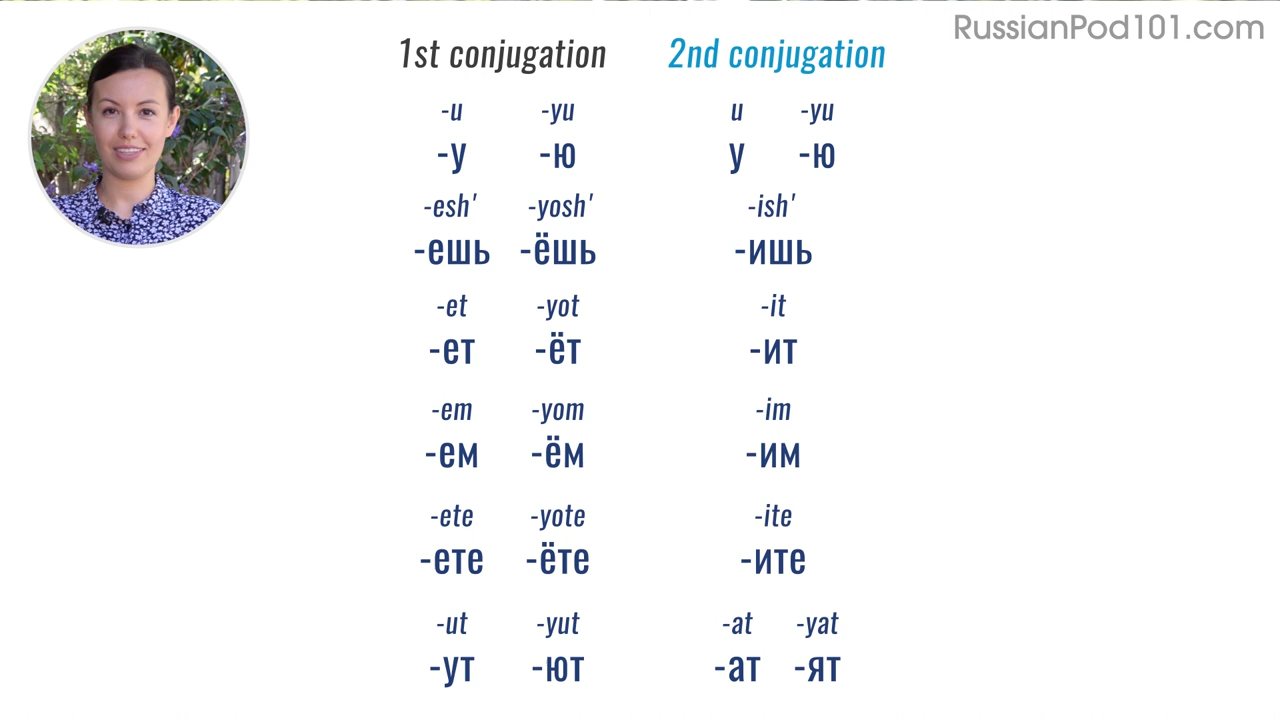 RussianPod101.com
1st conjugation 2nd conjugation
-u -yu u -yu
-у -ю у -ю
-esh' -yosh' -ish'
-ешь -ёшь -ишь
-et -yot -it
-ет -ёт -ит
-em -yom -im
-ем -ём -им
-ete -yote -ite
-ете -ёте -ите
-ut -yut -at -yat
-ут -ют -ат -ят